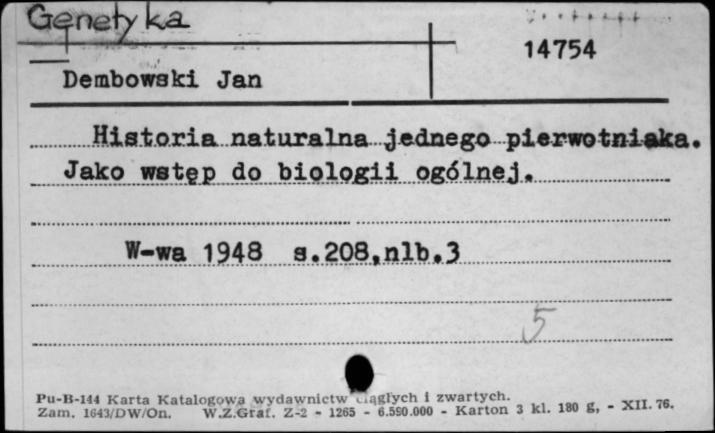 Genetyka
14754
Dembowski Jan
Historia naturalna jednego pierwotniaka.
Jako wstęp do biologii ogólnej.
W-wa 1948 s.208,nlb.3
5
Pu-B-144 Karta Katalogowa wydawnictw ciągłych i zwartych.
Zam. 1643/DW/On. W.Z.Graf. Z-2 - 1265 - 6.590.000 - Karton 3 kl. 180 g, - XII. 76.